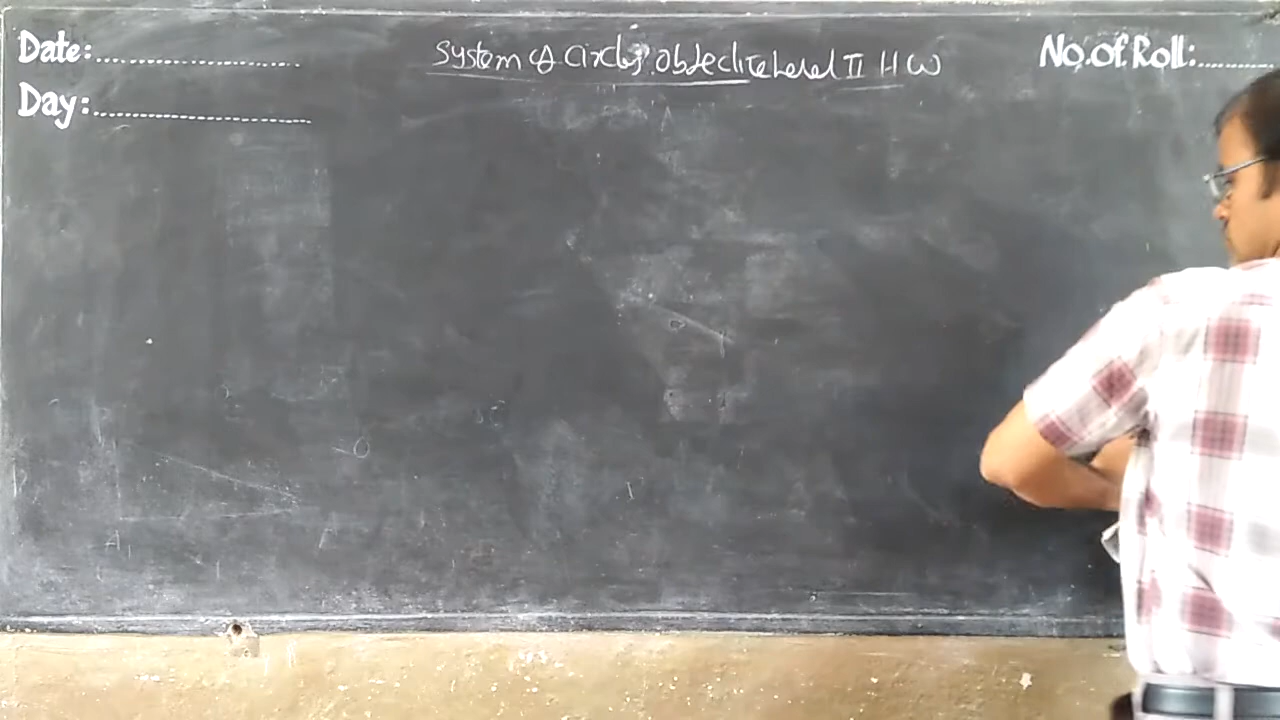 Date:..............................
System of Circles: Objective Level II HW
No.of.Roll:..........
Day:..............................